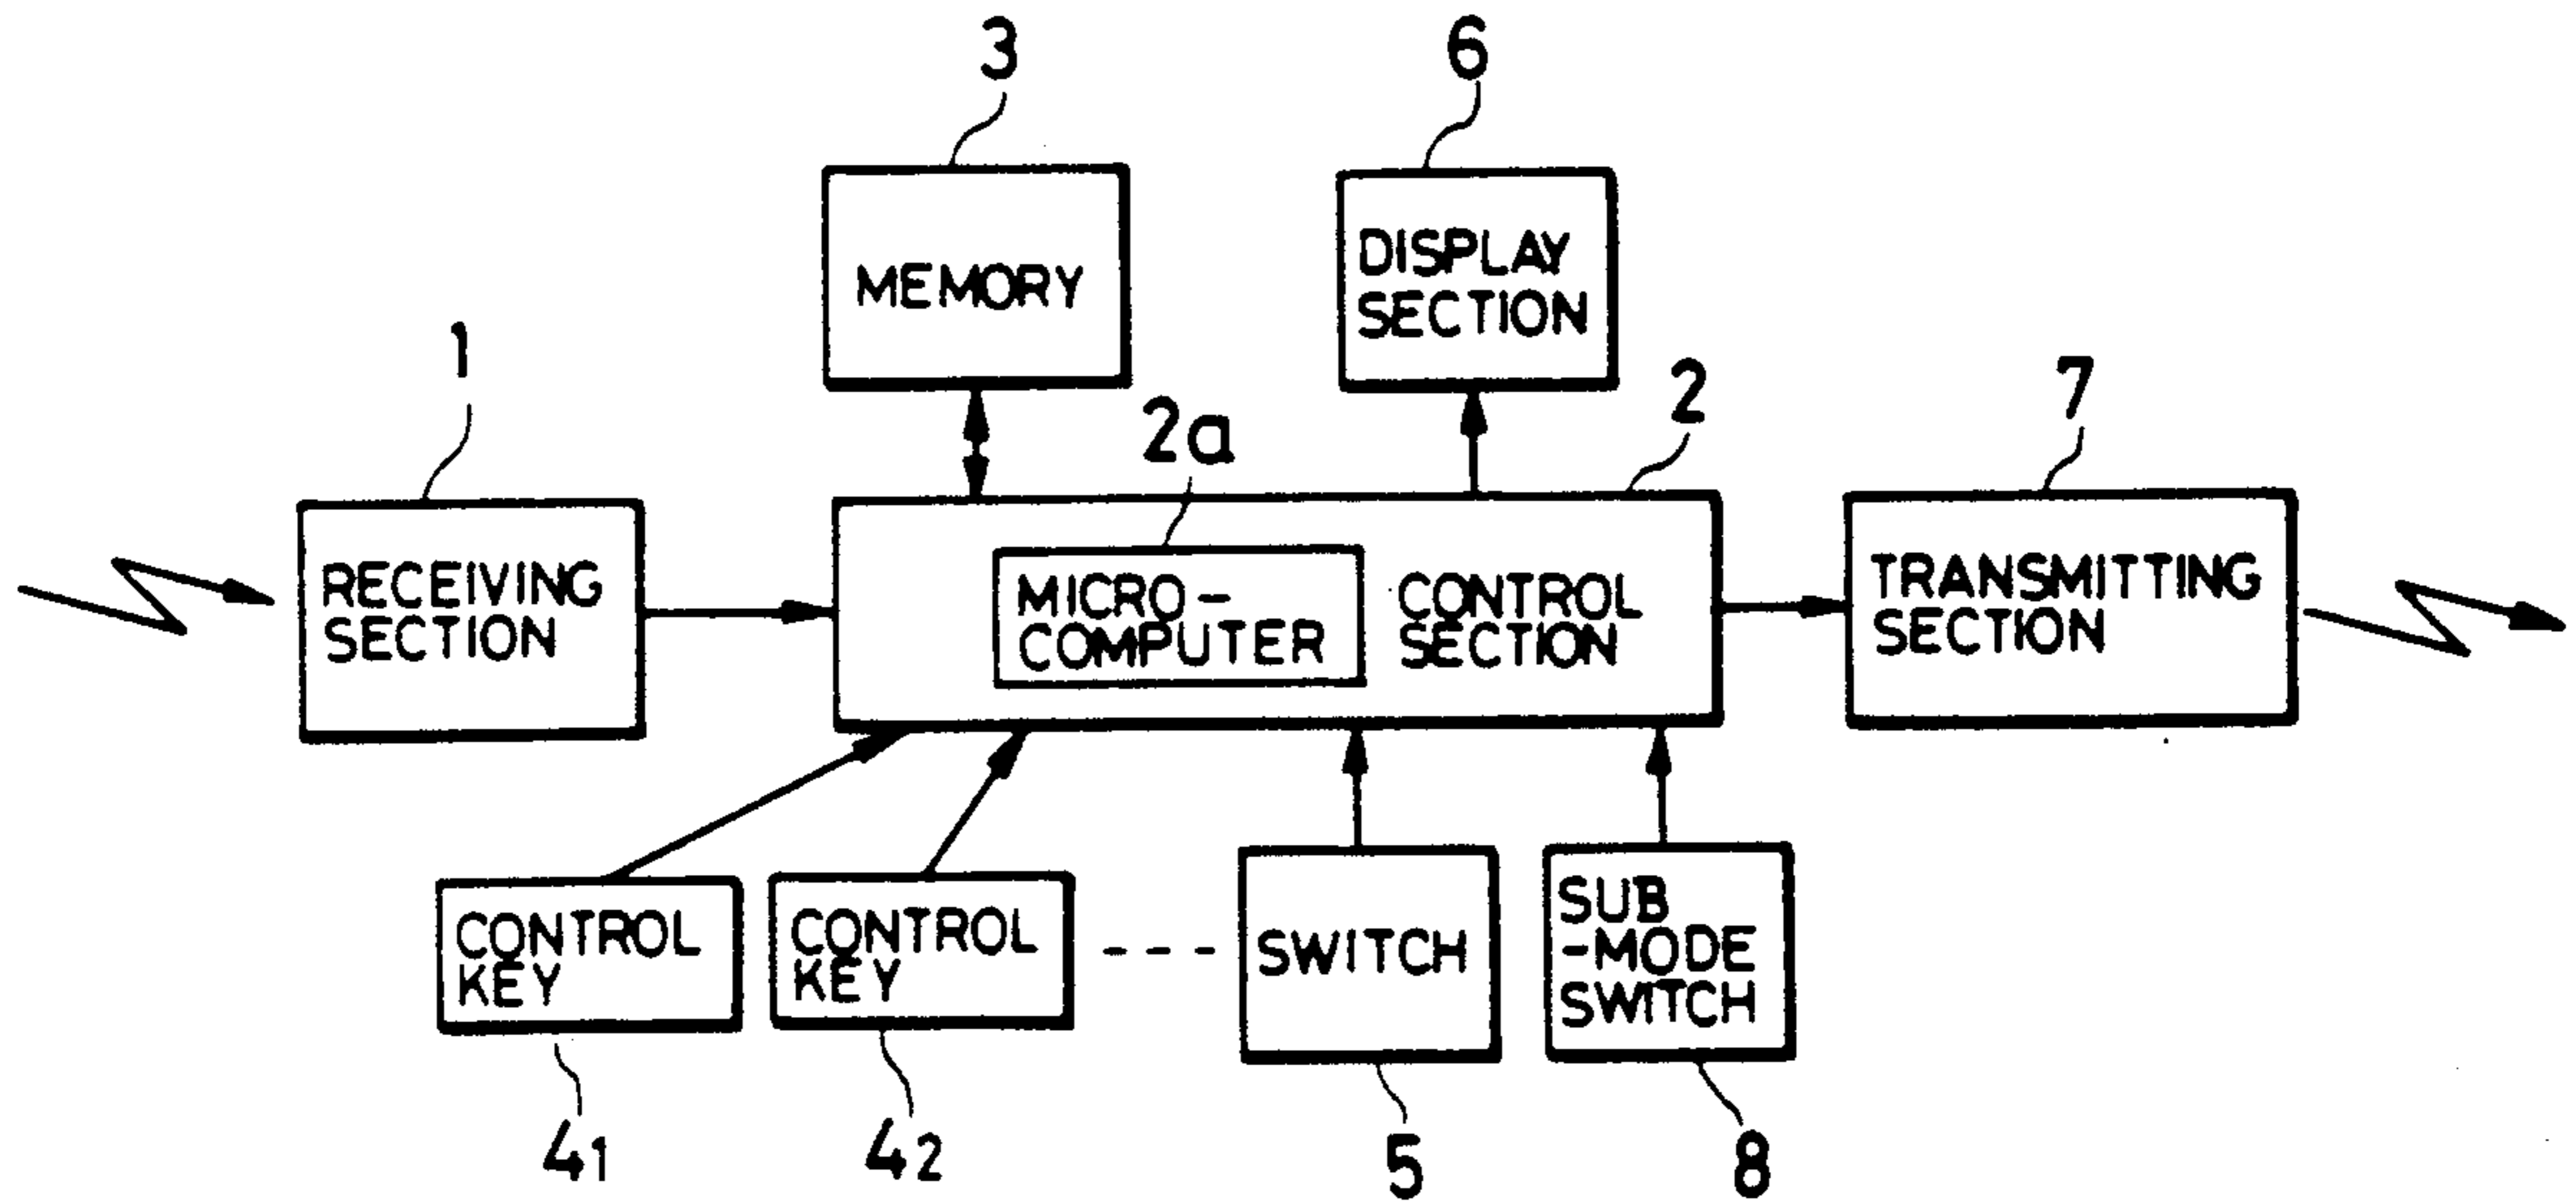 3
6
MEMORY
DISPLAY
SECTION
1
2a
2
7
RECEIVING
SECTION
MICRO-
COMPUTER
CONTROL
SECTION
TRANSMITTING
SECTION
CONTROL
KEY
CONTROL
KEY
---
SWITCH
SUB
-MODE
SWITCH
41
42
5
8